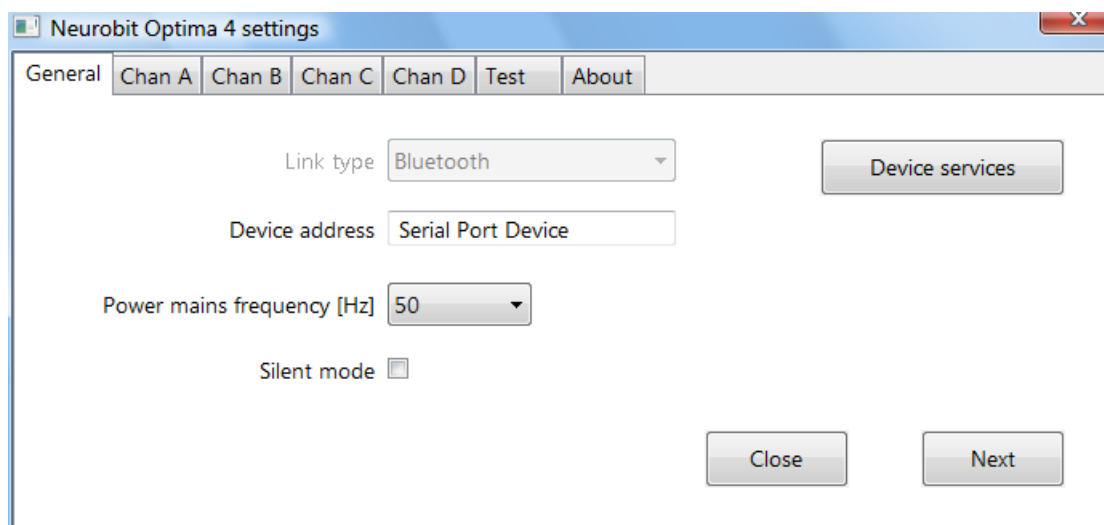 Neurobit Optima 4 settings
X
General Chan A Chan B Chan C Chan D Test About
Link type Bluetooth Device services
Device address Serial Port Device
Power mains frequency [Hz] 50
Silent mode
Close Next